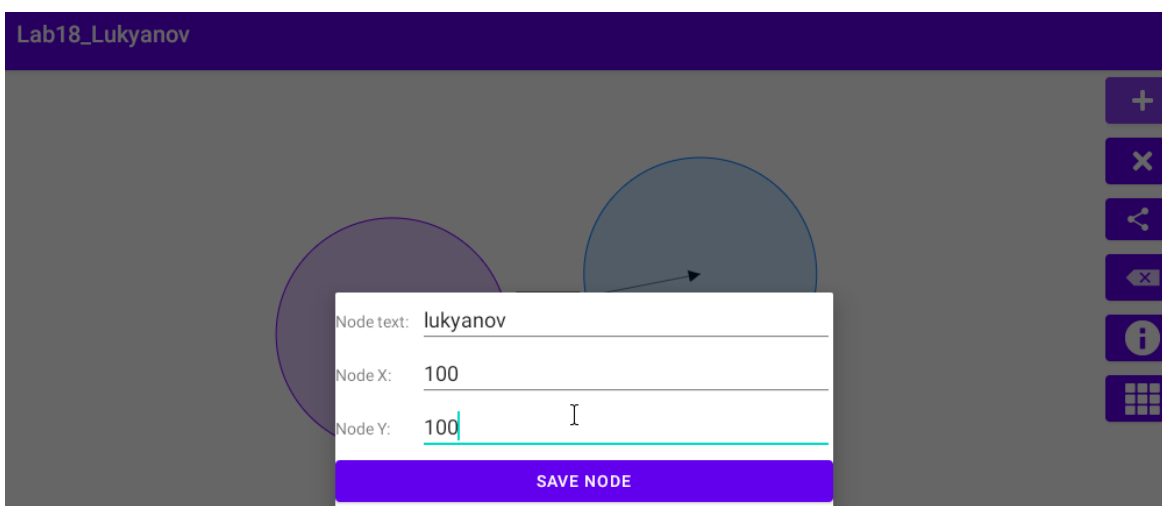 Lab18_Lukyanov
Node text: lukyanov
Node X: 100
Node Y: 100
SAVE NODE